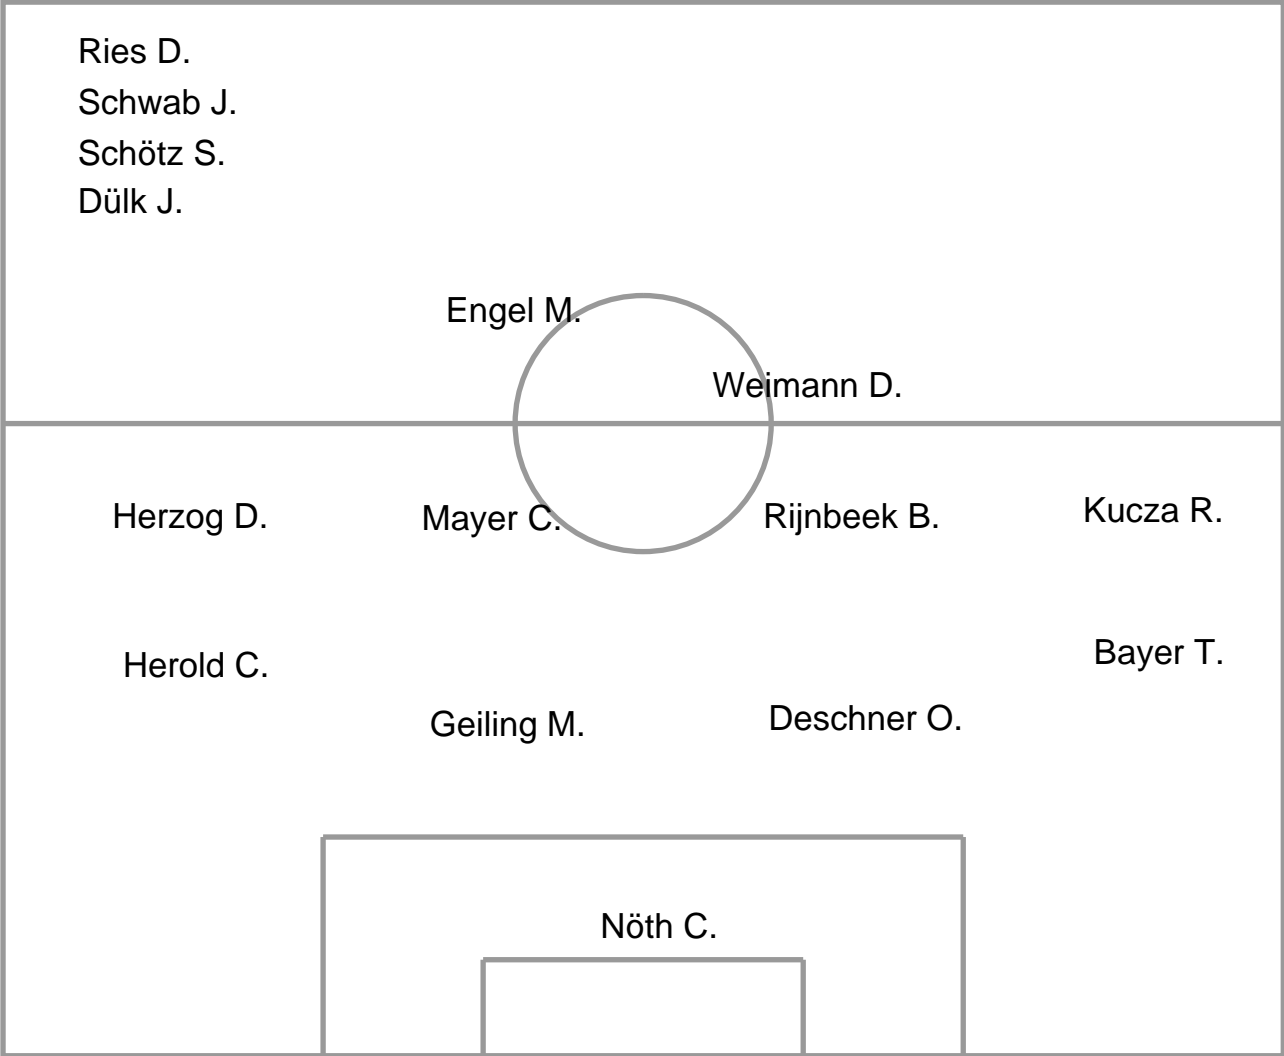 Ries D.
Schwab J.
Schötz S.
Dülk J.
Engel M.
Weimann D.
Herzog D.
Mayer C.
Rijnbeek B.
Kucza R.
Herold C.
Bayer T.
Geiling M.
Deschner O.
Nöth C.